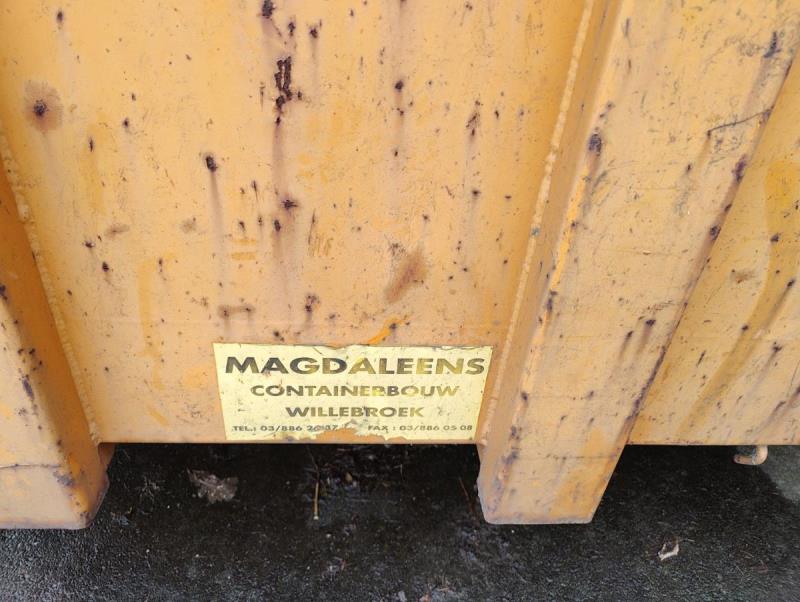 MAGDALEENS
CONTAINERBOUW
WILLEBROEK
TEL.: 03/886 FAX : 03/886 05 08